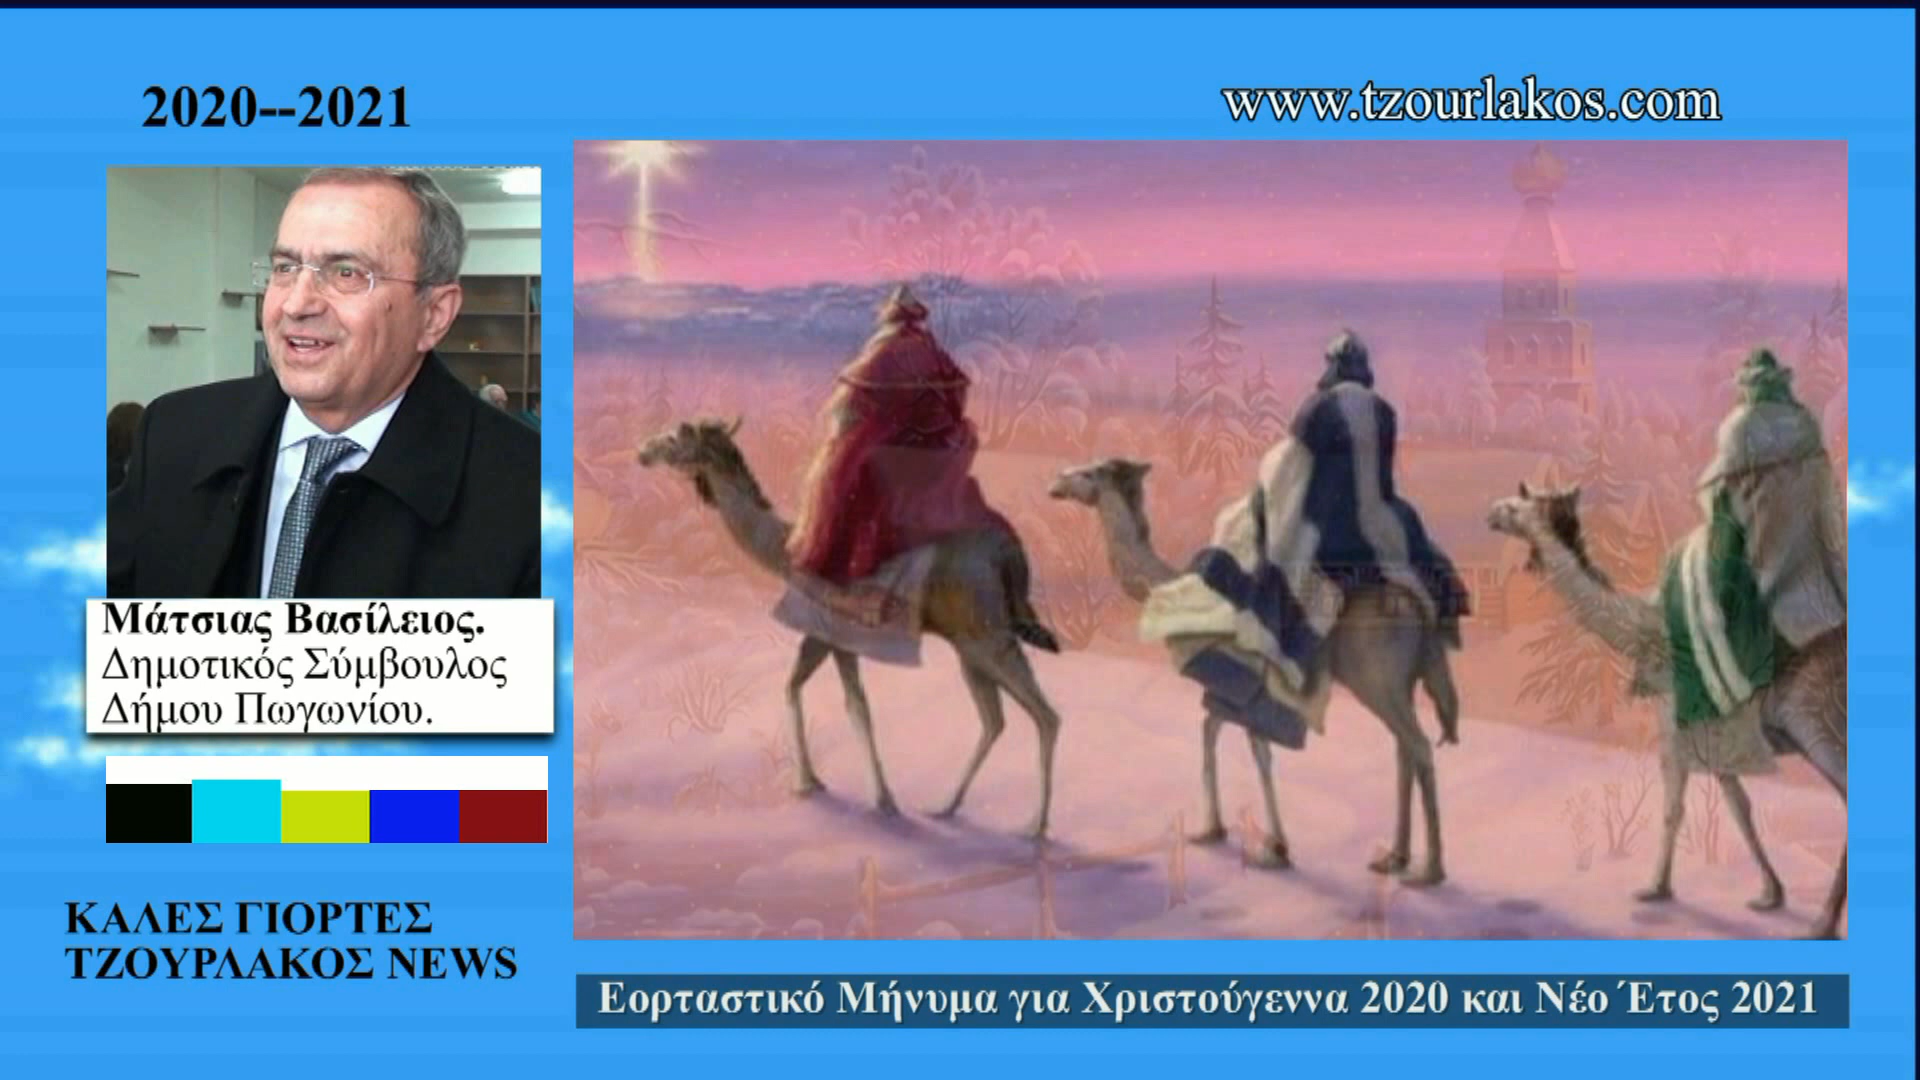 2020--2021
www.tzourlakos.com
Μάτσιας Βασίλειος.
Δημοτικός Σύμβουλος
Δήμου Πωγωνίου.
ΚΑΛΕΣ ΓΙΟΡΤΕΣ
ΤΖΟΥΡΛΑΚΟΣ NEWS
Εορταστικό Μήνυμα για Χριστούγεννα 2020 και Νέο Έτος 2021